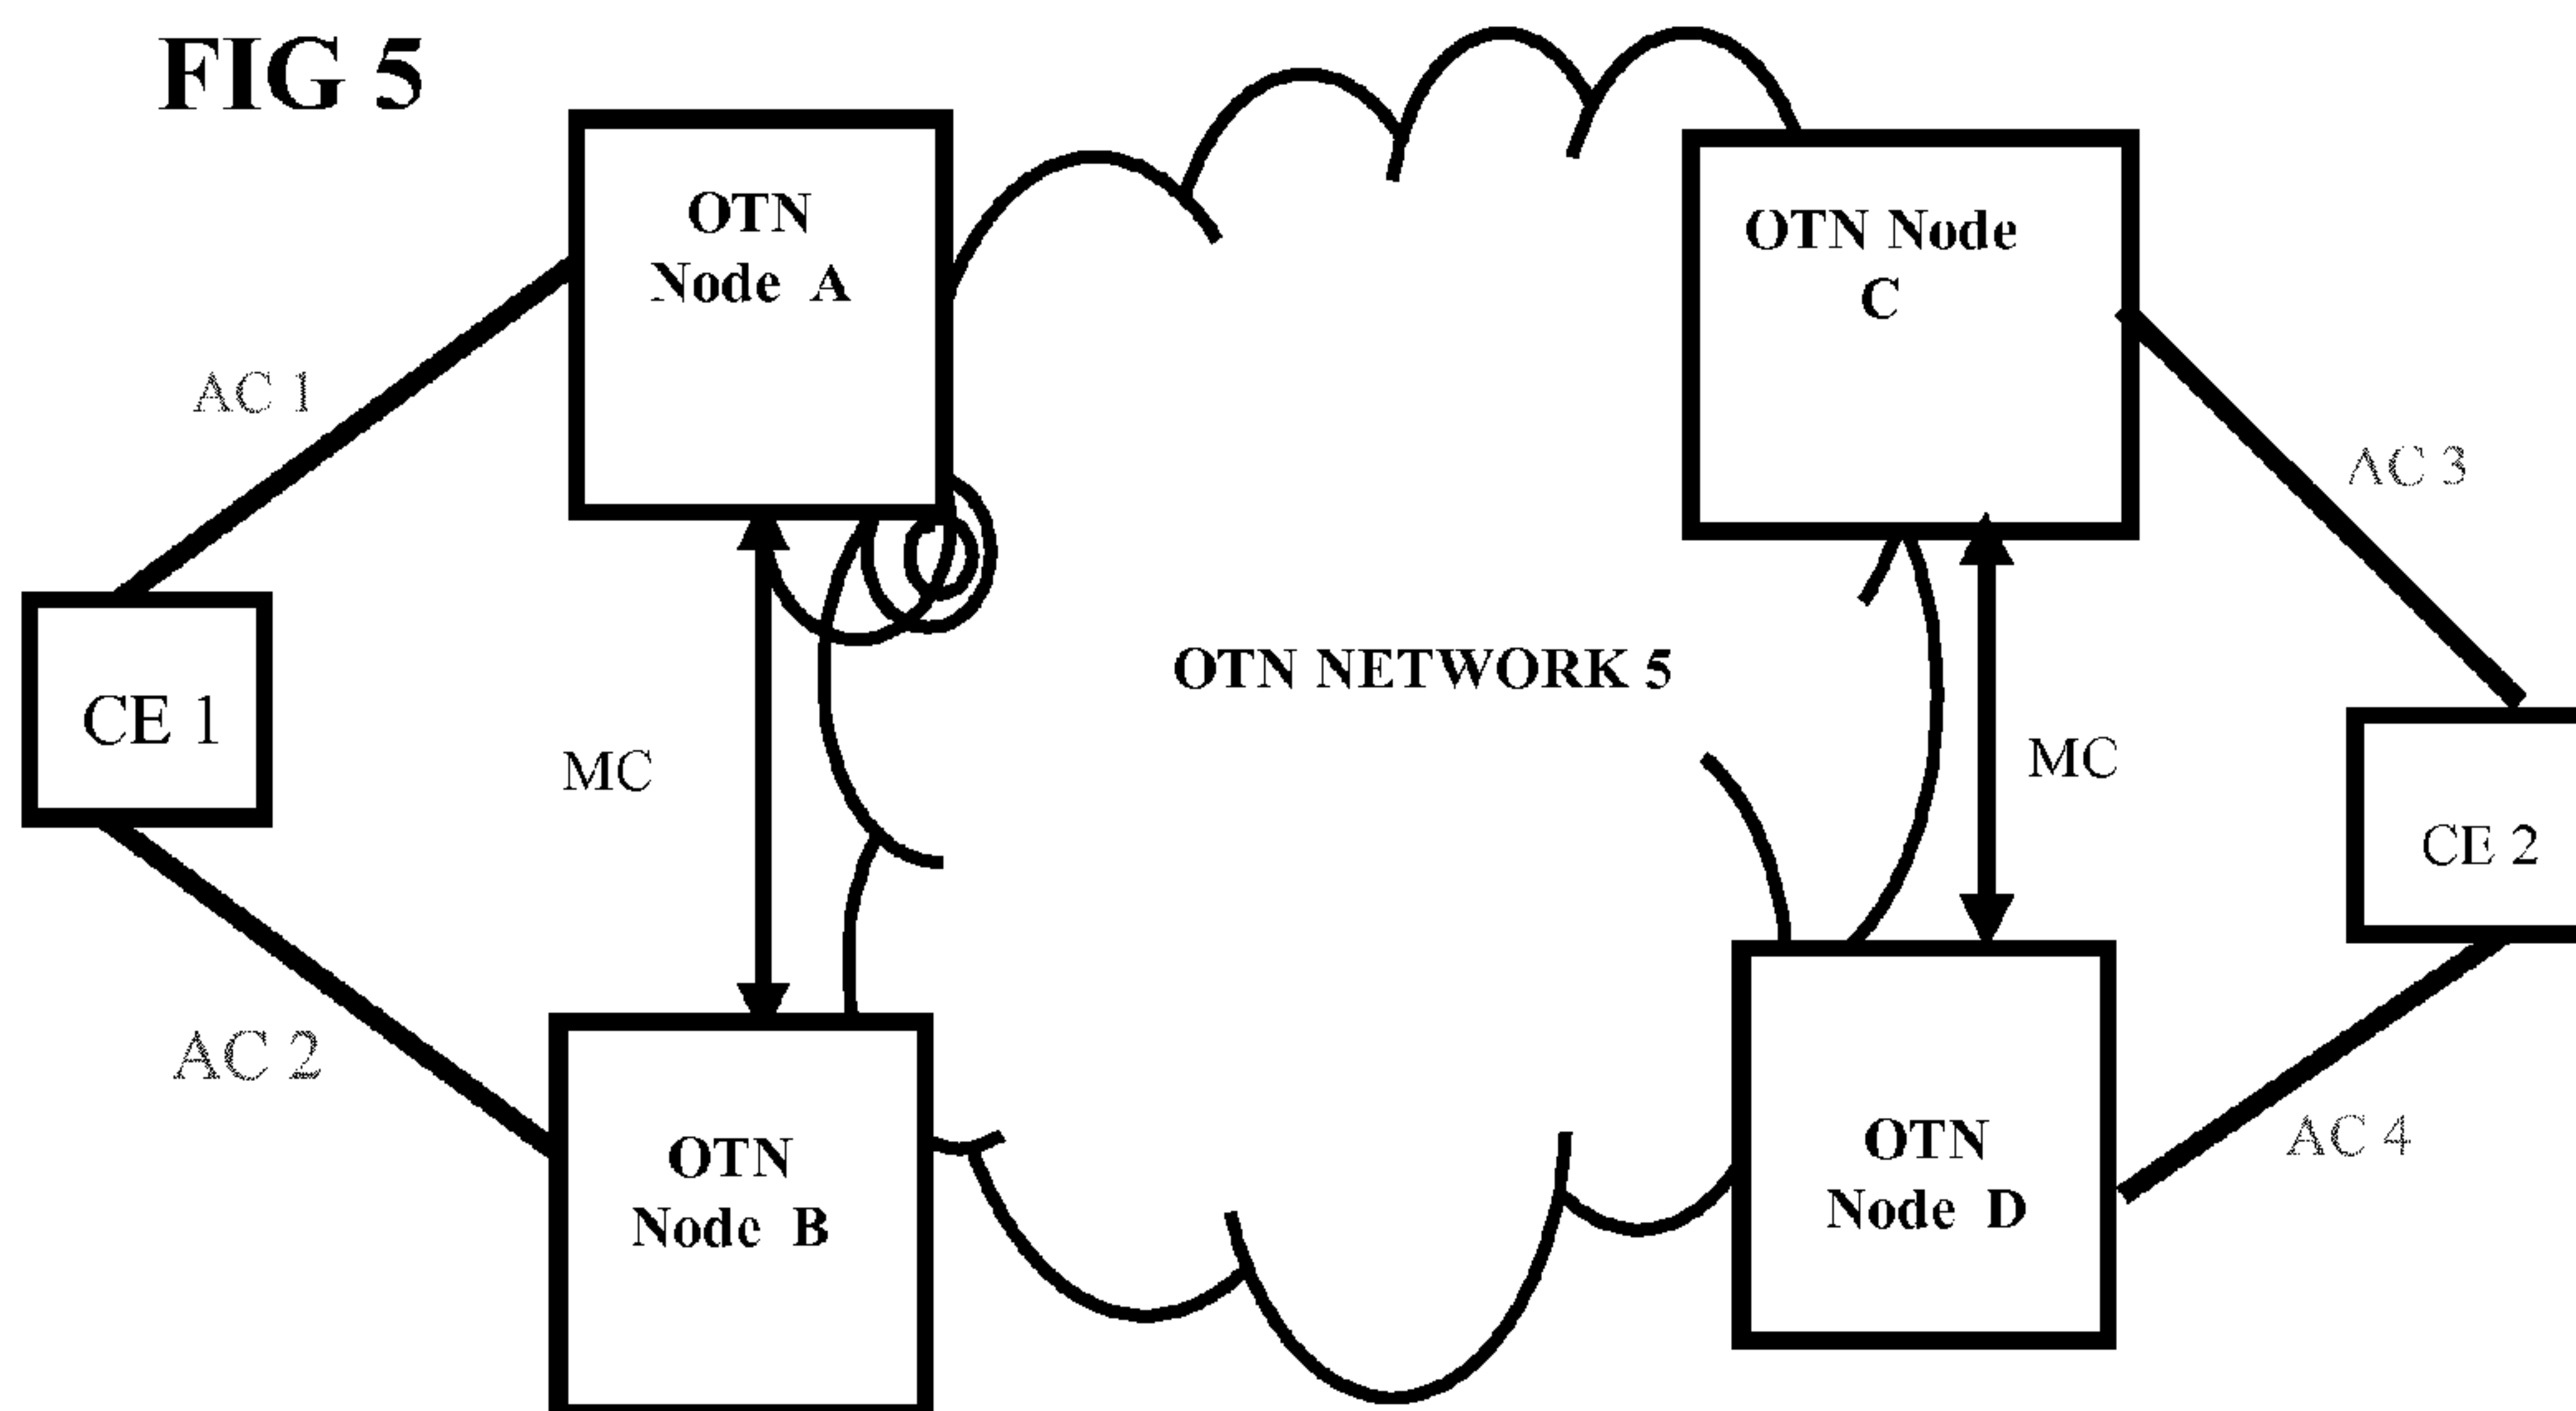 FIG 5
OTN
Node A
OTN Node
C
AC 1
AC 3
CE 1
OTN NETWORK 5
MC
MC
CE 2
AC 2
OTN
Node B
OTN
Node D
AC 4